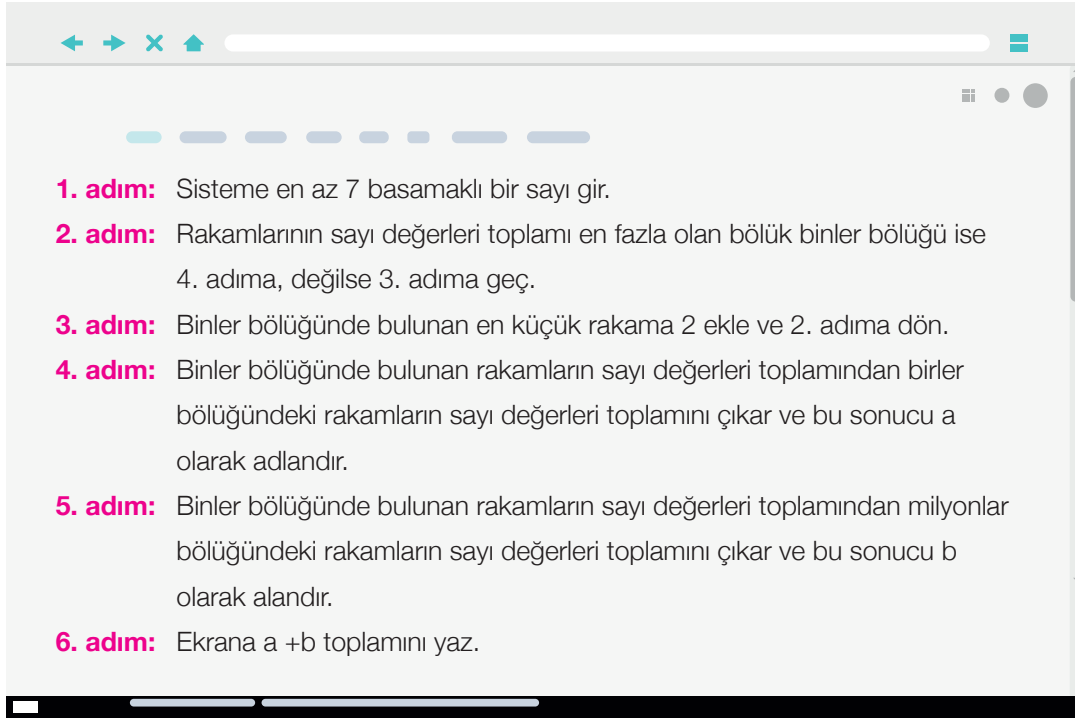 1. adım: Sisteme en az 7 basamaklı bir sayı gir.
2. adım: Rakamlarının sayı değerleri toplamı en fazla olan bölük binler bölüğü ise
4. adıma, değilse 3. adıma geç.
3. adım: Binler bölüğünde bulunan en küçük rakama 2 ekle ve 2. adıma dön.
4. adım: Binler bölüğünde bulunan rakamların sayı değerleri toplamından birler
bölüğündeki rakamların sayı değerleri toplamını çıkar ve bu sonucu a
olarak adlandır.
5. adım: Binler bölüğünde bulunan rakamların sayı değerleri toplamından milyonlar
bölüğündeki rakamların sayı değerleri toplamını çıkar ve bu sonucu b
olarak alandır.
6. adım: Ekrana a +b toplamını yaz.